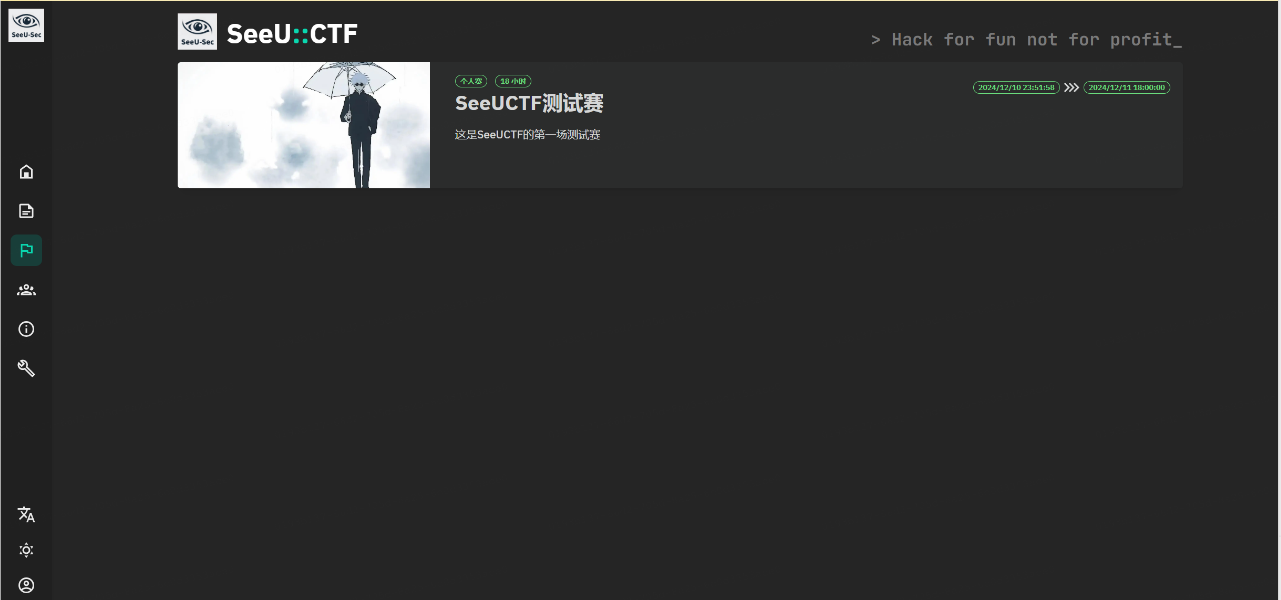 SeeU-Sec
SeeU-Sec
SeeU::CTF
> Hack for fun not for profit_
个人赛 18 小时
2024/12/10 23:51:58 2024/12/11 18:00:00
SeeUCTF测试赛
这是SeeUCTF的第一场测试赛